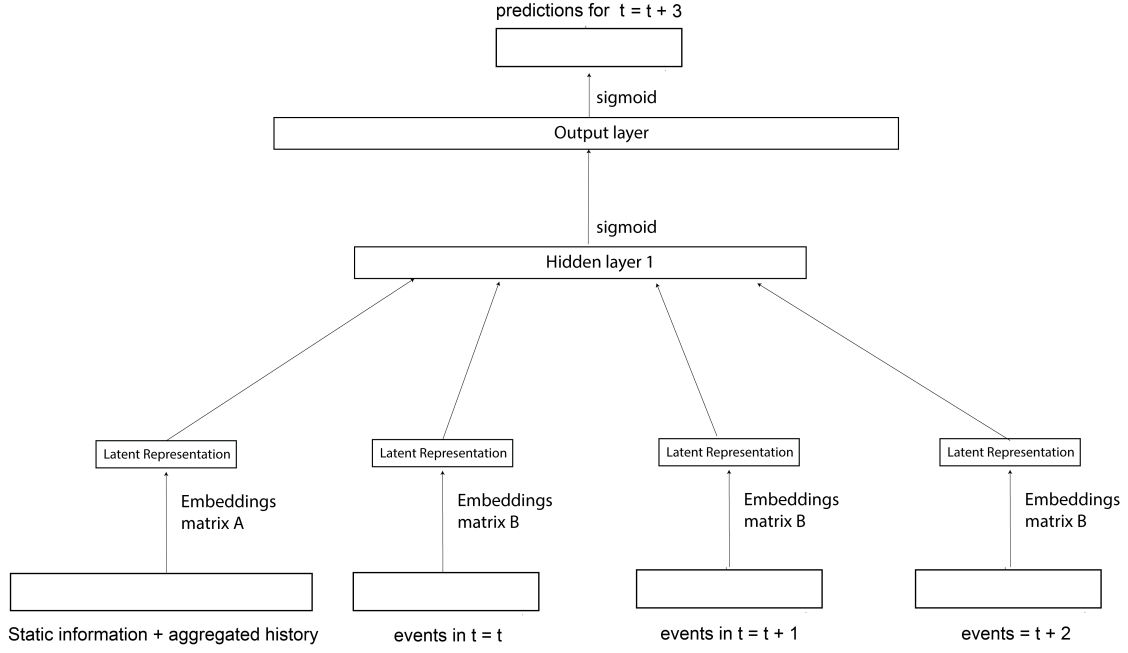 predictions for t = t + 3
sigmoid
Output layer
sigmoid
Hidden layer 1
Latent Representation
Latent Representation
Latent Representation
Latent Representation
Embeddings
matrix A
Embeddings
matrix B
Embeddings
matrix B
Embeddings
matrix B
Static information + aggregated history
events in t = t
events in t = t + 1
events = t + 2